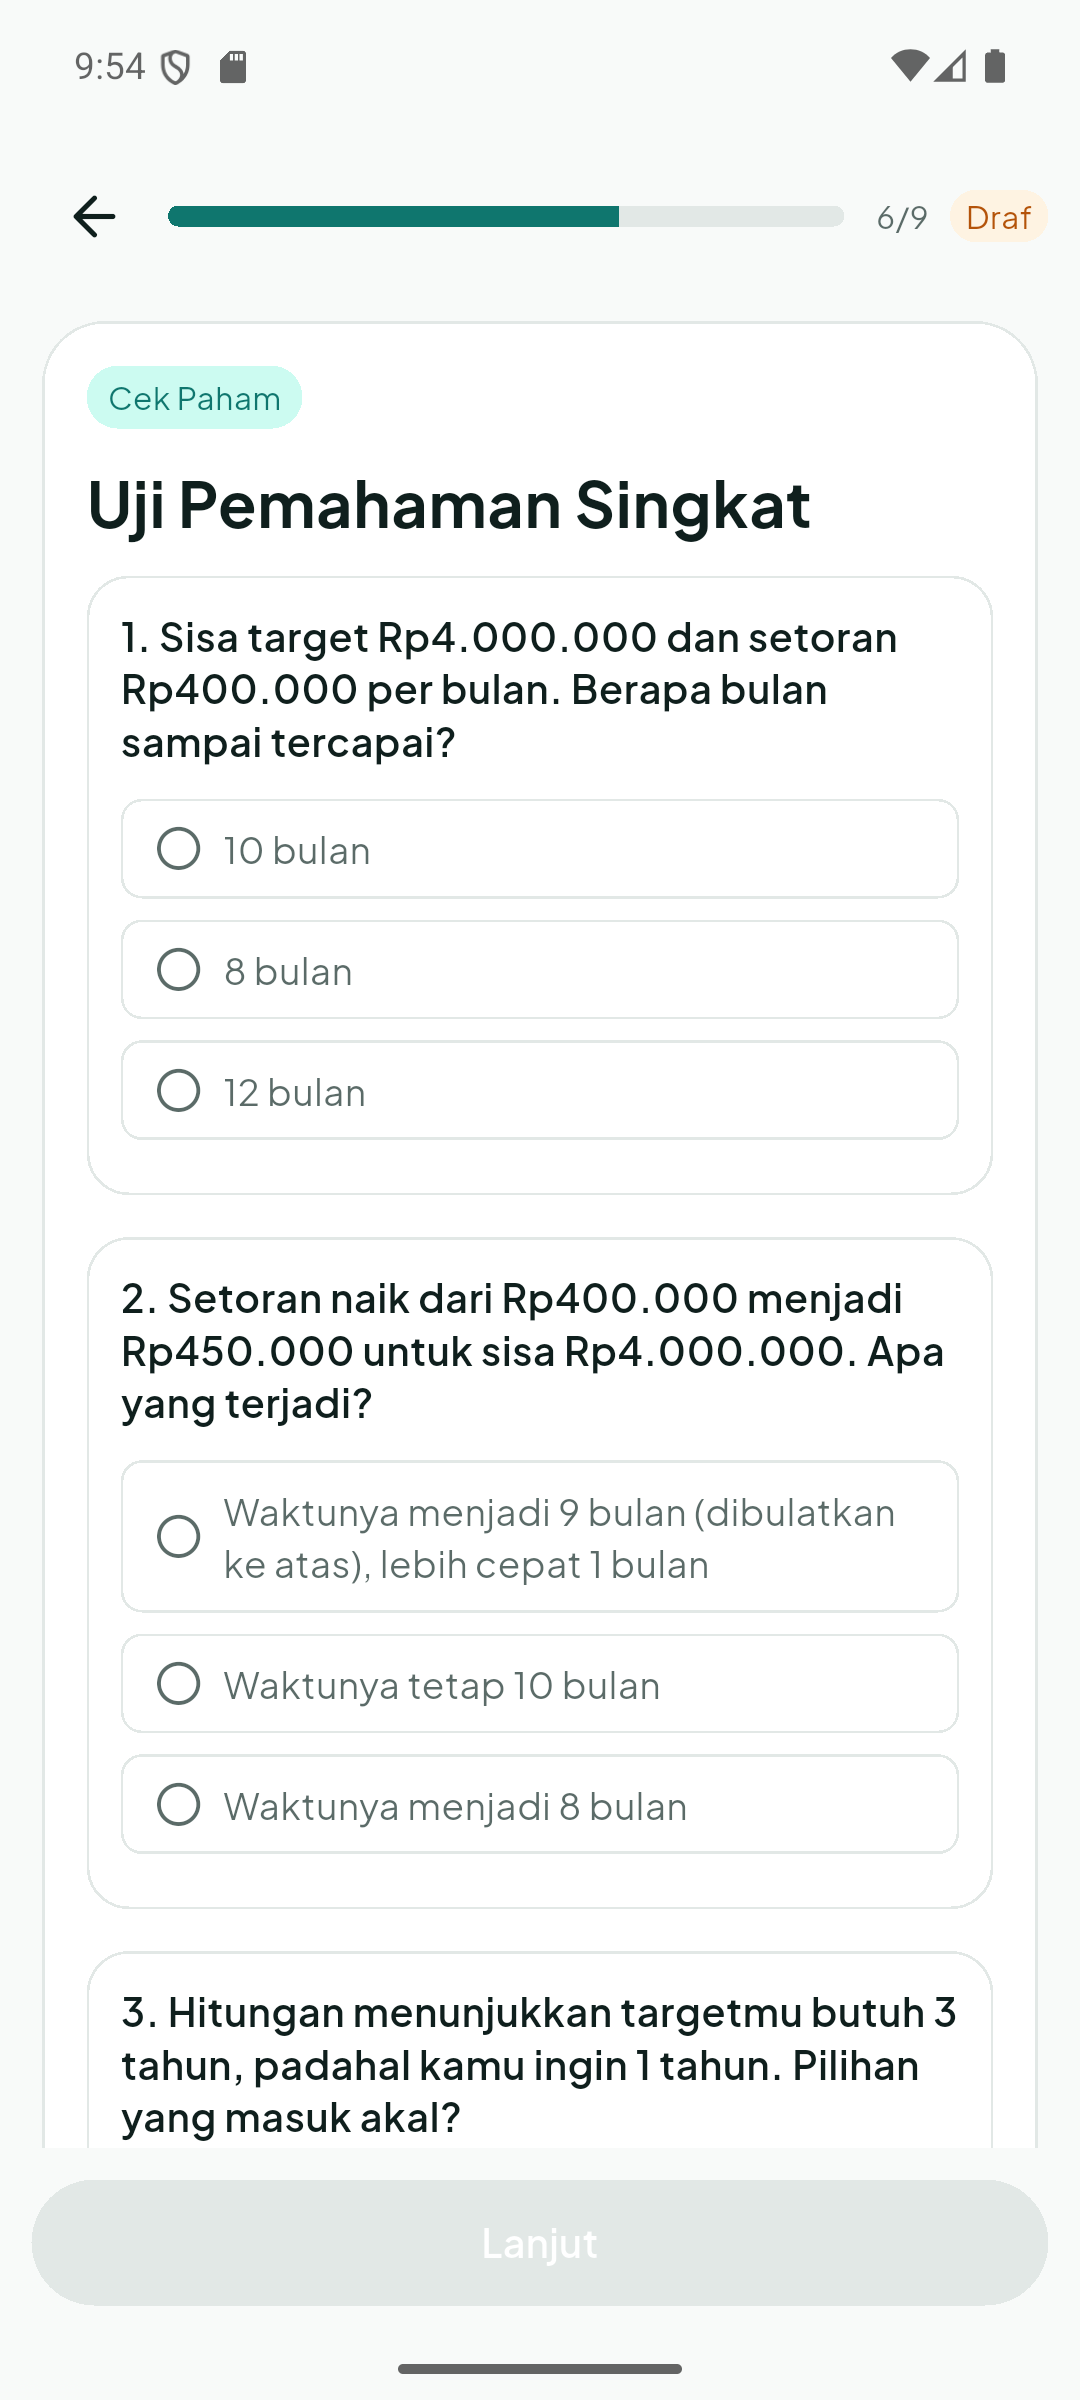 9:54
6/9 Draf
Cek Paham
Uji Pemahaman Singkat
1. Sisa target Rp4.000.000 dan setoran
Rp400.000 per bulan. Berapa bulan
sampai tercapai?
10 bulan
8 bulan
12 bulan
2. Setoran naik dari Rp400.000 menjadi
Rp450.000 untuk sisa Rp4.000.000. Apa
yang terjadi?
Waktunya menjadi 9 bulan (dibulatkan
ke atas), lebih cepat 1 bulan
Waktunya tetap 10 bulan
Waktunya menjadi 8 bulan
3. Hitungan menunjukkan targetmu butuh 3
tahun, padahal kamu ingin 1 tahun. Pilihan
yang masuk akal?
Lanjut